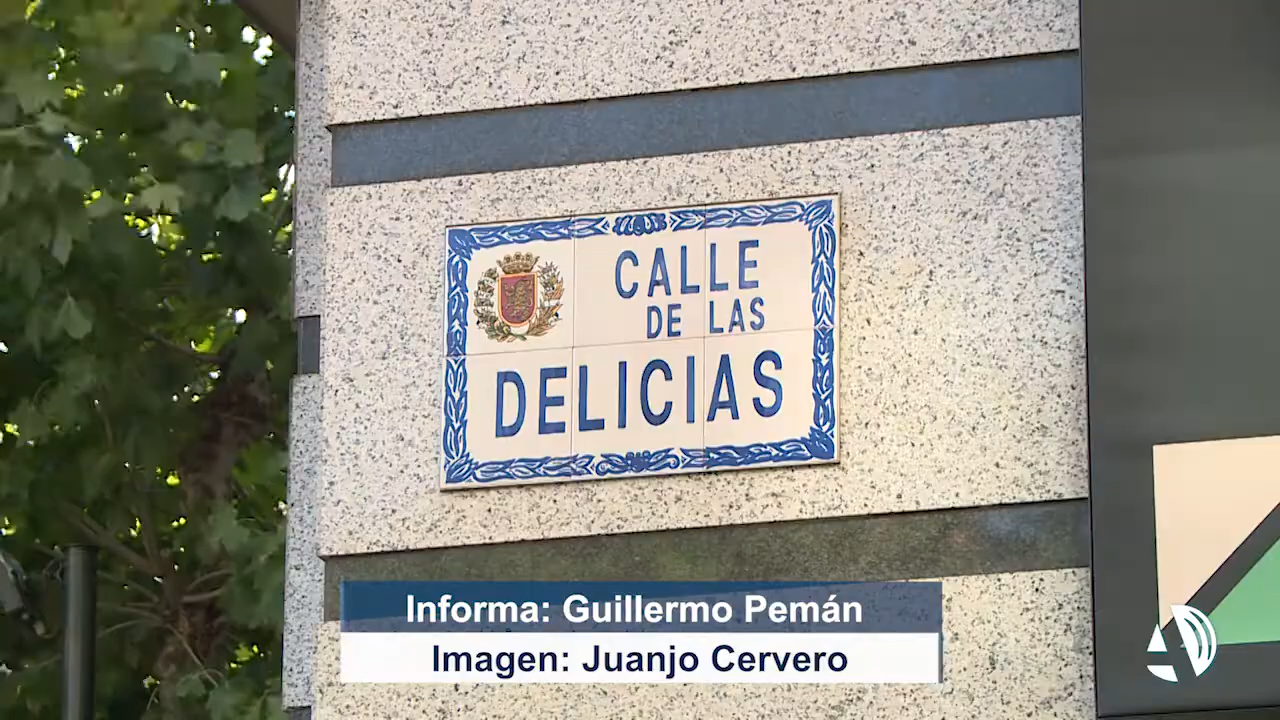 CALLE
DE LAS
DELICIAS
Informa: Guillermo Pemán
Imagen: Juanjo Cervero